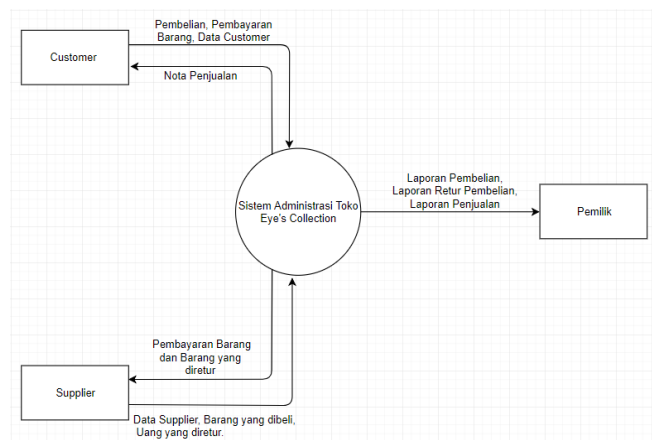 Pembelian, Pembayaran
Barang, Data Customer
Customer
Nota Penjualan
Sistem Administrasi Toko
Eye's Collection
Laporan Pembelian,
Laporan Retur Pembelian,
Laporan Penjualan
Pemilik
Pembayaran Barang
dan Barang yang
diretur
Supplier
Data Supplier, Barang yang dibeli,
Uang yang diretur.